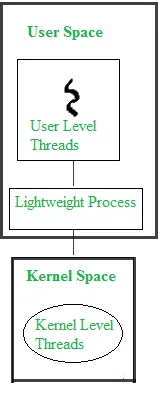 User Space
User Level
Threads
Lightweight Process
Kernel Space
Kernel Level
Threads